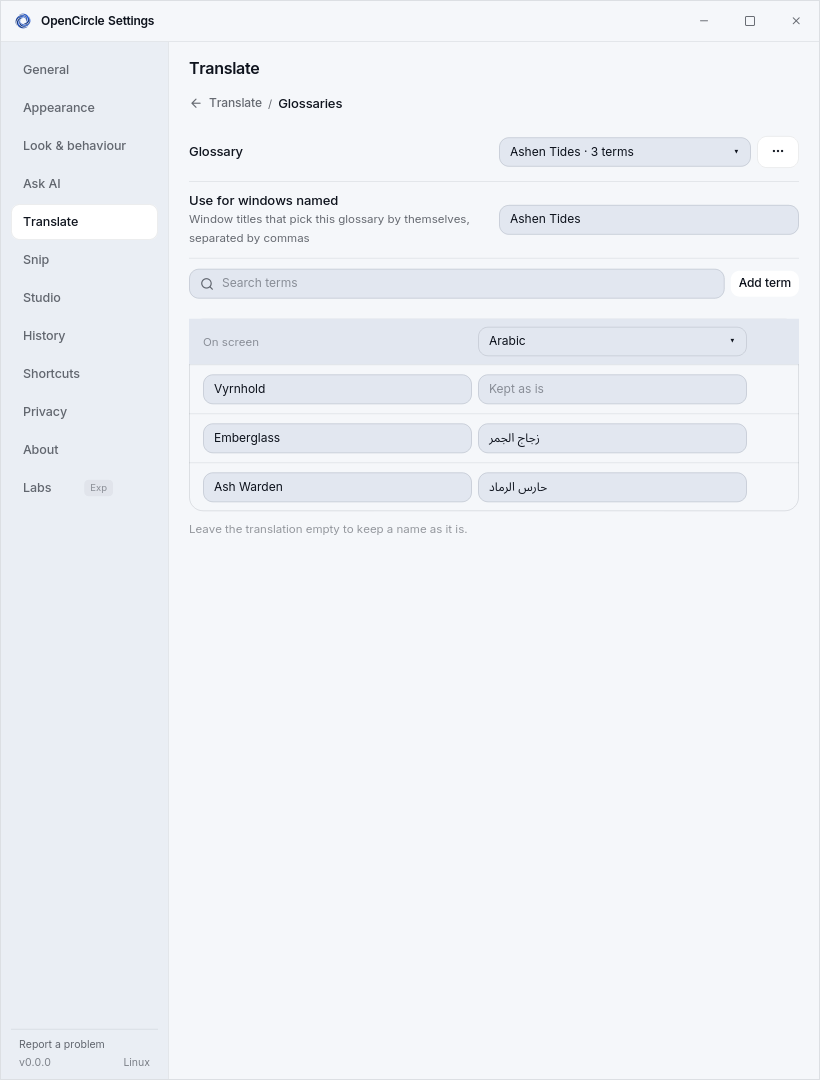 OpenCircle Settings
General
Appearance
Look & behaviour
Ask AI
Translate
Snip
Studio
History
Shortcuts
Privacy
About
Labs Exp
Report a problem
v0.0.0 Linux
Translate
Translate / Glossaries
Glossary
Ashen Tides · 3 terms
Use for windows named
Window titles that pick this glossary by themselves,
separated by commas
Ashen Tides
Search terms
Add term
On screen
Arabic
Vyrnhold
Kept as is
Emberglass
زجاج الجمر
Ash Warden
حارس الرماد
Leave the translation empty to keep a name as it is.